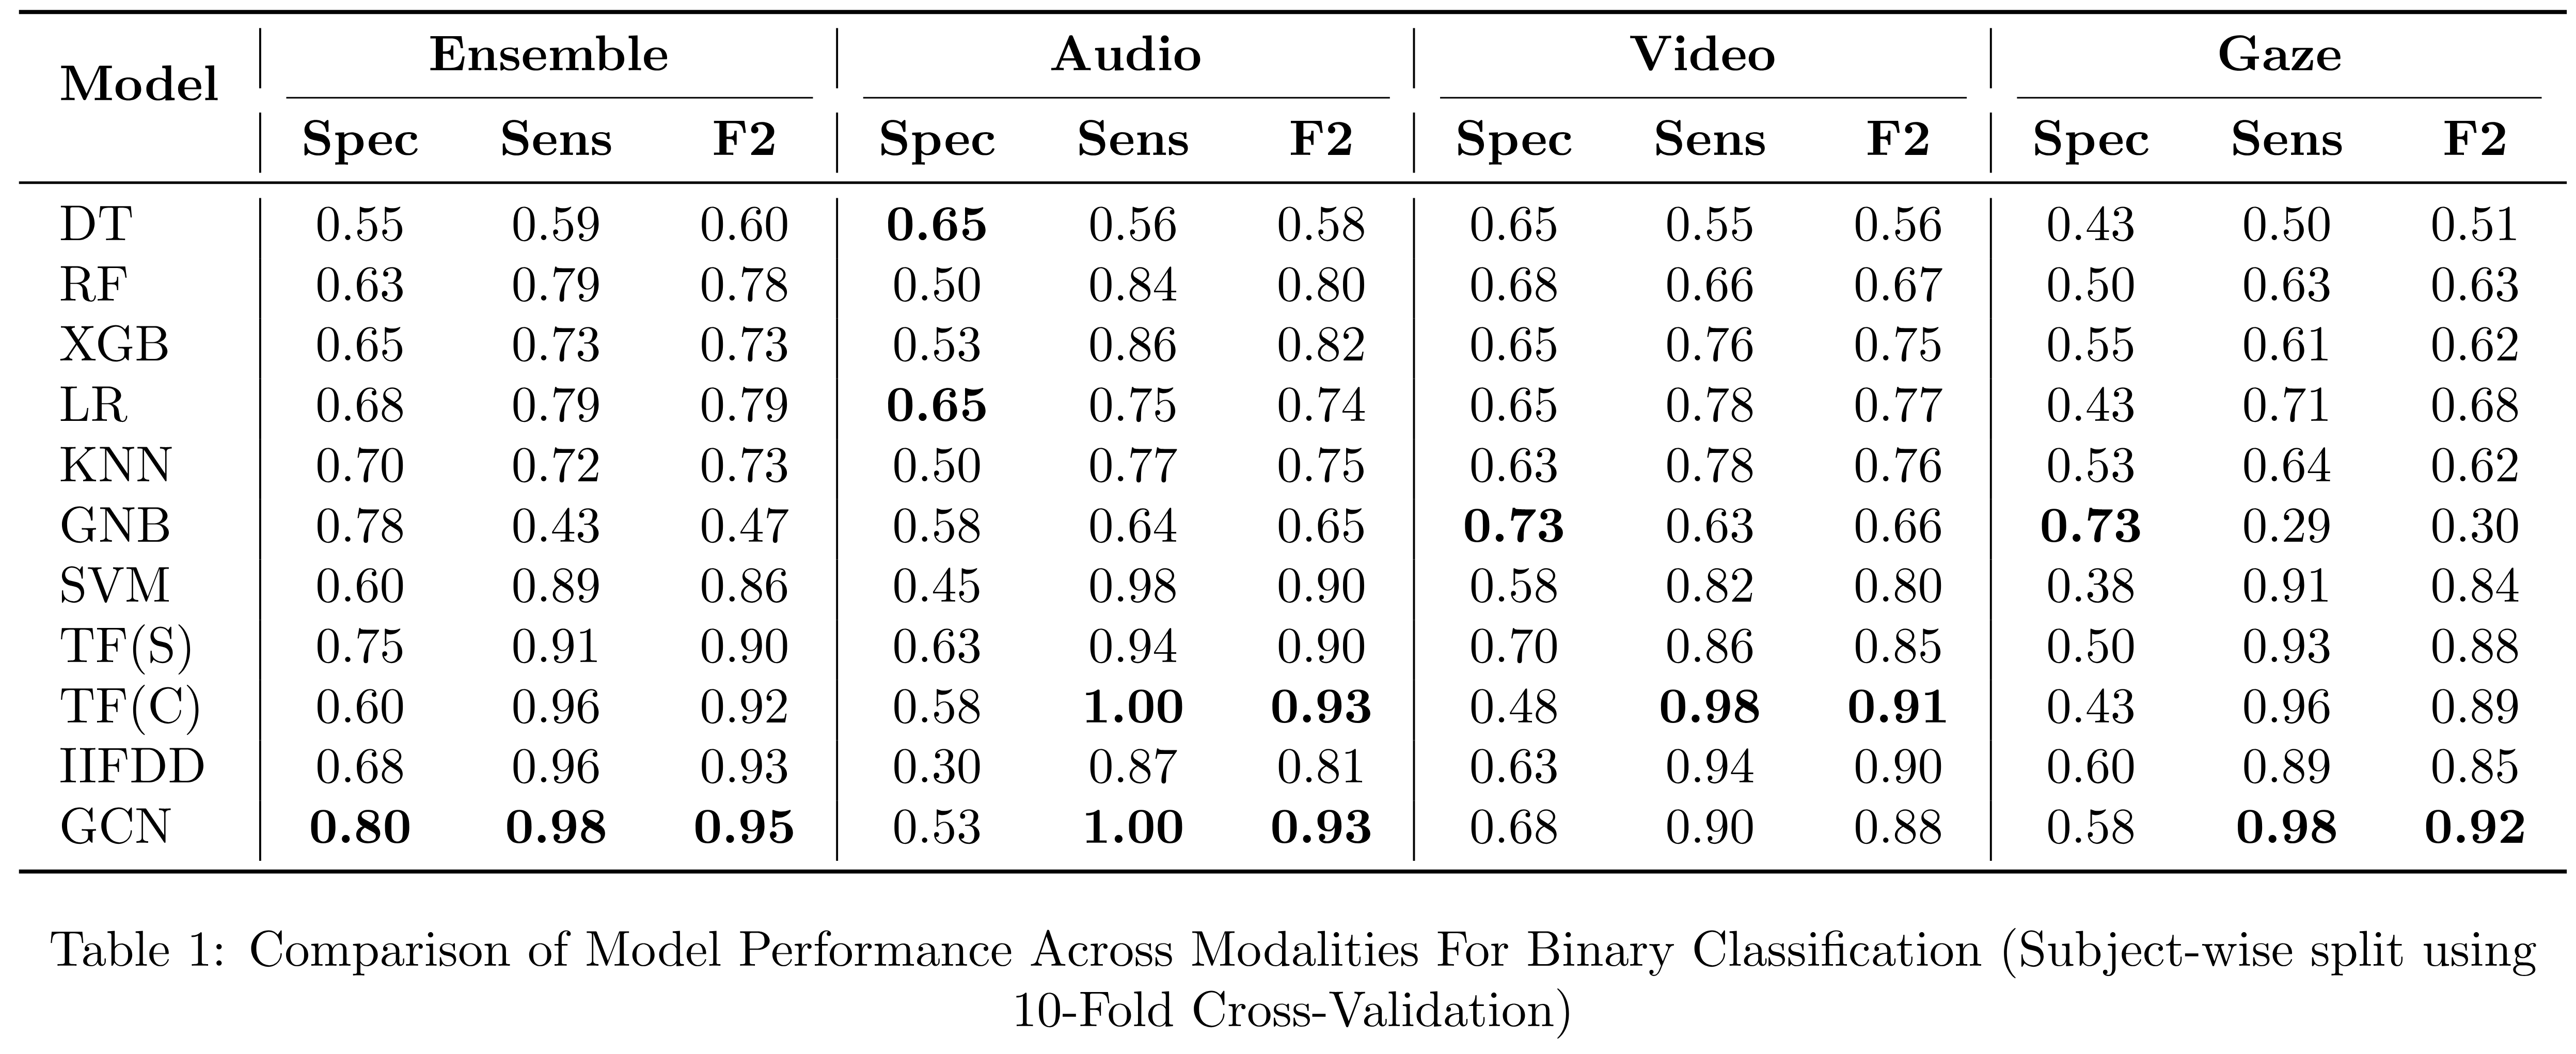 Model Ensemble Audio Video Gaze
Spec Sens F2 Spec Sens F2 Spec Sens F2 Spec Sens F2
DT 0.55 0.59 0.60 0.65 0.56 0.58 0.65 0.55 0.56 0.43 0.50 0.51
RF 0.63 0.79 0.78 0.50 0.84 0.80 0.68 0.66 0.67 0.50 0.63 0.63
XGB 0.65 0.73 0.73 0.53 0.86 0.82 0.65 0.76 0.75 0.55 0.61 0.62
LR 0.68 0.79 0.79 0.65 0.75 0.74 0.65 0.78 0.77 0.43 0.71 0.68
KNN 0.70 0.72 0.73 0.50 0.77 0.75 0.63 0.78 0.76 0.53 0.64 0.62
GNB 0.78 0.43 0.47 0.58 0.64 0.65 0.73 0.63 0.66 0.73 0.29 0.30
SVM 0.60 0.89 0.86 0.45 0.98 0.90 0.58 0.82 0.80 0.38 0.91 0.84
TF(S) 0.75 0.91 0.90 0.63 0.94 0.90 0.70 0.86 0.85 0.50 0.93 0.88
TF(C) 0.60 0.96 0.92 0.58 1.00 0.93 0.48 0.98 0.91 0.43 0.96 0.89
IIFDD 0.68 0.96 0.93 0.30 0.87 0.81 0.63 0.94 0.90 0.60 0.89 0.85
GCN 0.80 0.98 0.95 0.53 1.00 0.93 0.68 0.90 0.88 0.58 0.98 0.92
Table 1: Comparison of Model Performance Across Modalities For Binary Classification (Subject-wise split using
10-Fold Cross-Validation)